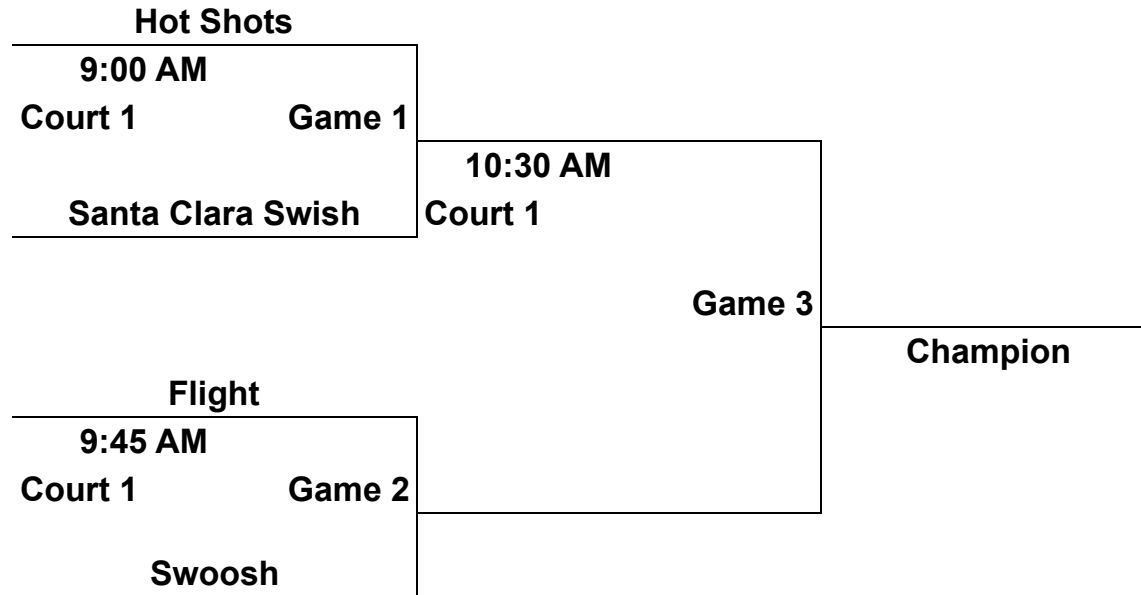 Hot Shots
9:00 AM
Court 1 Game 1
10:30 AM
Santa Clara Swish Court 1
Game 3
Champion
Flight
9:45 AM
Court 1 Game 2
Swoosh